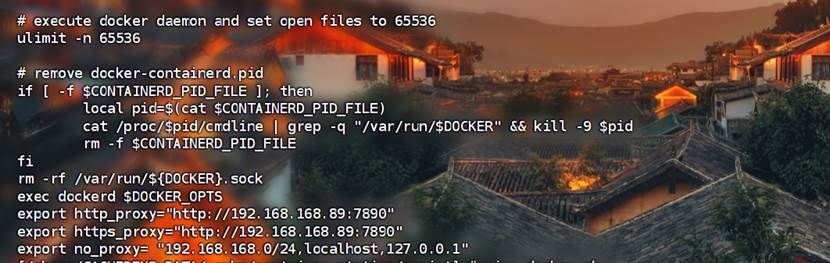 # execute docker daemon and set open files to 65536
ulimit -n 65536
# remove docker-containerd.pid
if [ -f $CONTAINERD_PID_FILE ]; then
local pid=$(cat $CONTAINERD_PID_FILE)
cat /proc/$pid/cmdline | grep -q "/var/run/$DOCKER" && kill -9 $pid
rm -f $CONTAINERD_PID_FILE
fi
rm -rf /var/run/${DOCKER}.sock
exec dockerd $DOCKER_OPTS
export http_proxy="http://192.168.168.89:7890"
export https_proxy="http://192.168.168.89:7890"
export no_proxy= "192.168.168.0/24,localhost,127.0.0.1"